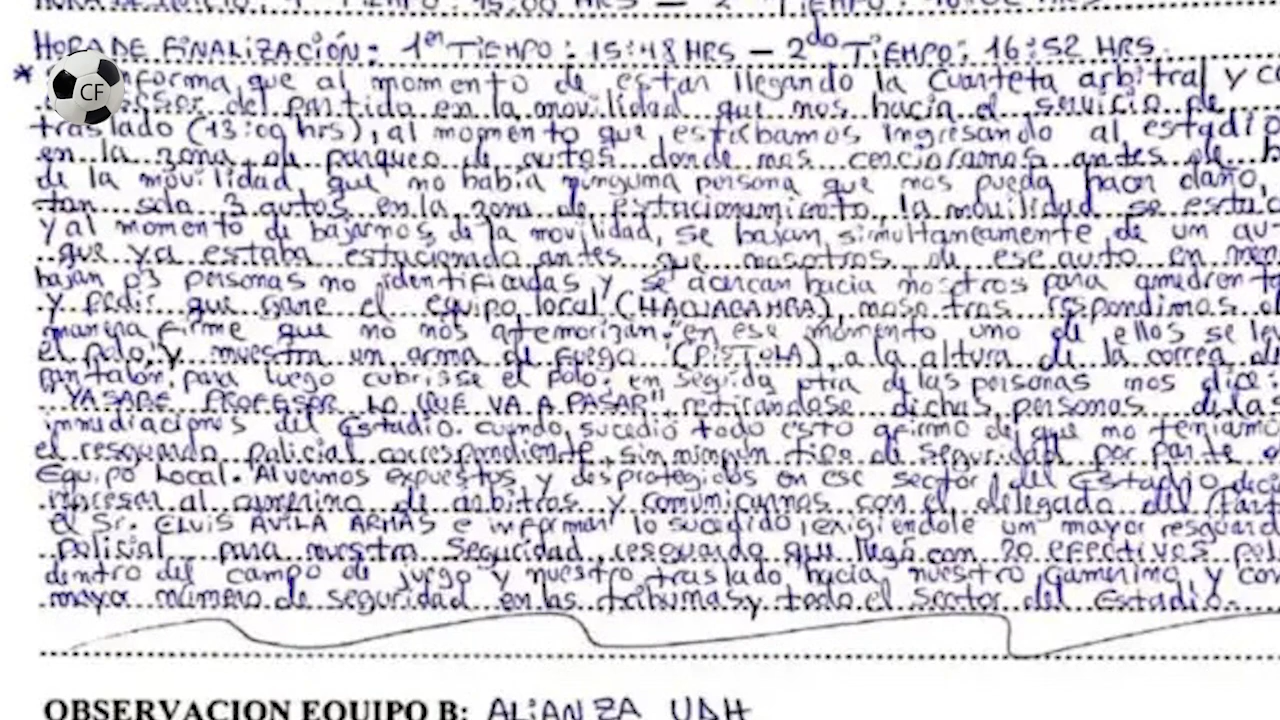 HORA DE FINALIZACIÓN: 1er TIEMPO: 15:48 HRS – 2do TIEMPO: 16:52 HRS.
* nforma que al momento de estar llegando la cuarteta arbitral y
CF
del partido en la movilidad que nos hacía el servicio de
traslado (13:09 hrs), al momento que estábamos ingresando al estadio
en la zona de parqueo de autos donde nos cercioramos antes de
de la movilidad, que no había ninguna persona que nos pueda hacer daño,
tan solo 3 autos en la zona de estacionamiento, la movilidad se
y al momento de bajarnos de la movilidad, se bajan simultaneamente de un au-
que ya estaba estacionado antes que nosotros de ese auto en
bajan 03 personas no identificadas y se acercan hacia nosotros para
y pedir que gane el equipo local (CHACUABAMBA), nosotros respondimos
manera firme que no nos atemorizan. en ese momento uno de ellos se
el polo y muestra un arma de fuego (PISTOLA) a la altura de la correa del
pantalón, para luego cubrirse el polo, en seguida otra de las personas nos dice:
"YA SABE PROFESOR LO QUE VA A PASAR", retirándose dichas personas de las
inmediaciones del Estadio. cuando sucedió todo esto afirmo de que no teníamos
el resguardo policial correspondiente, sin ningún tipo de seguridad por parte
Equipo Local. Al vernos expuestos y desprotegidos en ese sector del Estadio
ingresar al camerino de árbitros y comunicarnos con el delegado del
el Sr. ELVIS ÁVILA ARMAS e informar lo sucedido, exigiéndole un mayor
policial para nuestra seguridad, resguardo que llegó con 20 efectivos
dentro del campo de juego y nuestro traslado hacia nuestro camerino, y con
mayor número de seguridad en las tribunas y todo el sector del Estadio.
OBSERVACION EQUIPO B: ALIANZA UDH